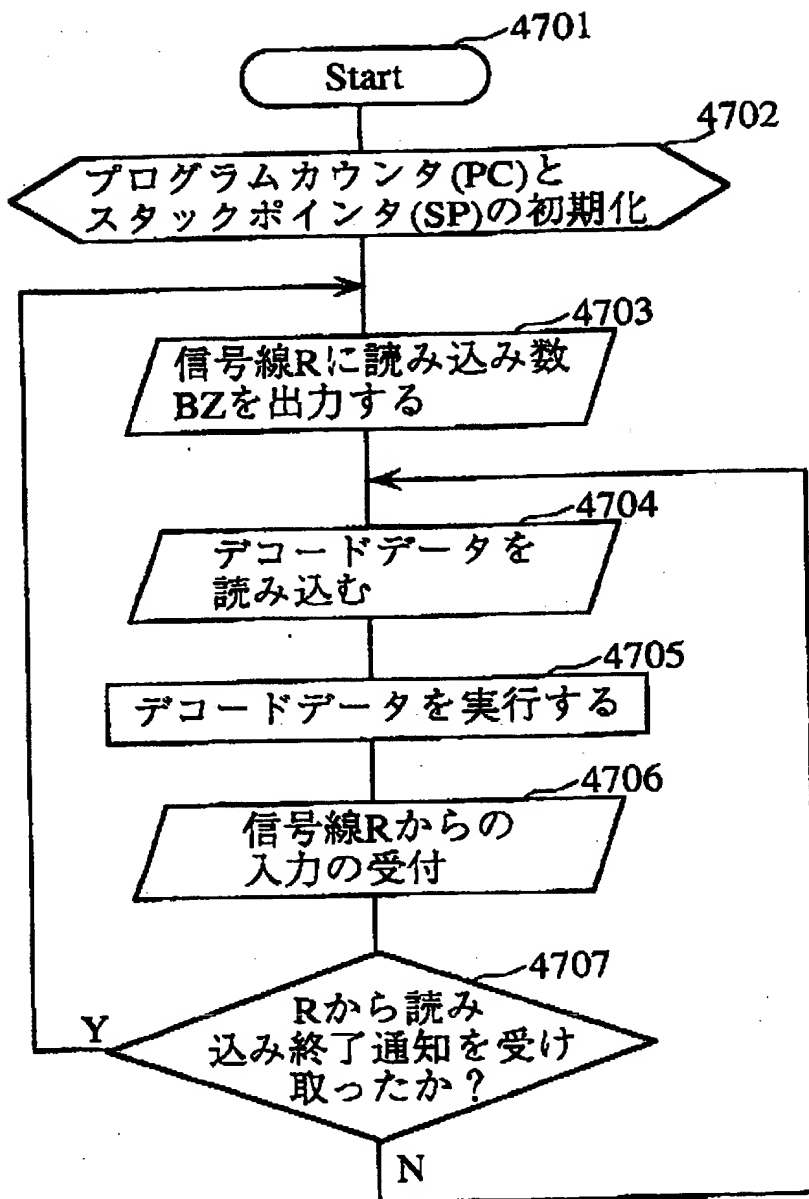 4701
Start
4702
プログラムカウンタ(PC)と
スタックポインタ(SP)の初期化
4703
信号線Rに読み込み数
BZを出力する
4704
デコードデータを
読み込む
4705
デコードデータを実行する
4706
信号線Rからの
入力の受付
4707
Rから読み
込み終了通知を受け
取ったか？
Y
N